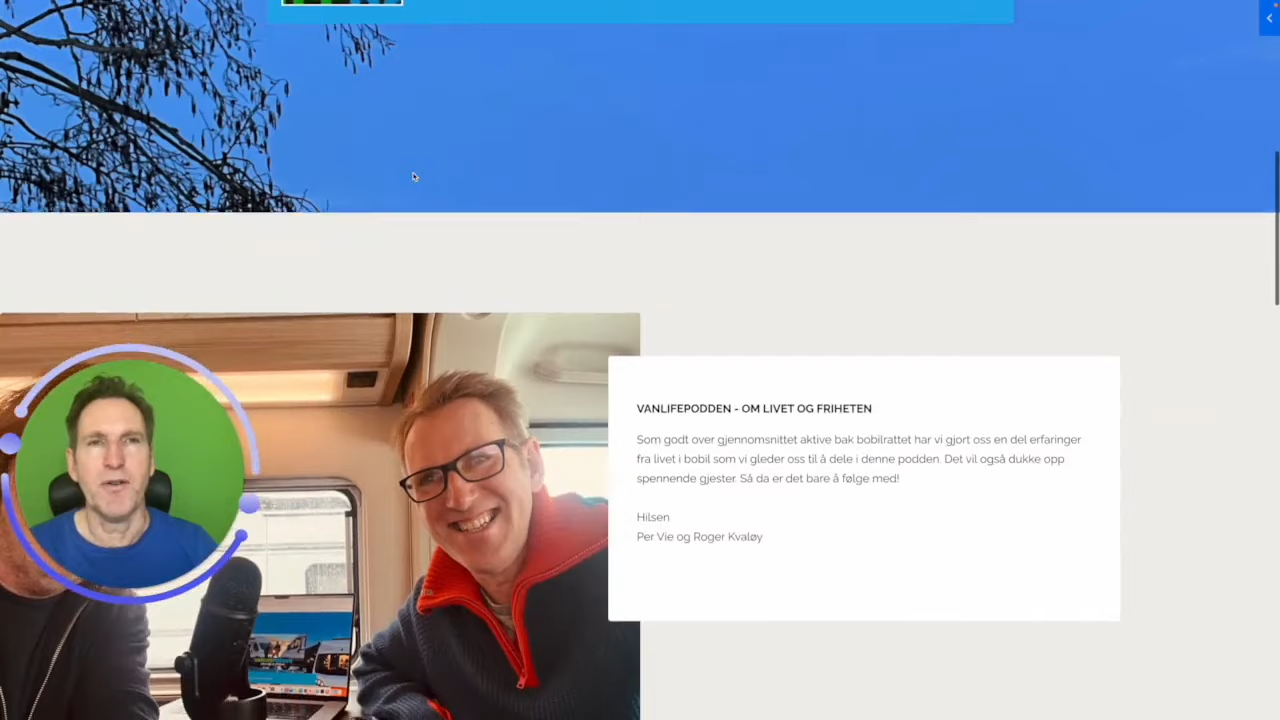 VANLIFEPODDEN - OM LIVET OG FRIHETEN
Som godt over gjennomsnittet aktive bak bobilrattet har vi gjort oss en del erfaringer
fra livet i bobil som vi gleder oss til å dele i denne podden. Det vil også dukke opp
spennende gjester. Så da er det bare å følge med!
Hilsen
Per Vie og Roger Kvaløy